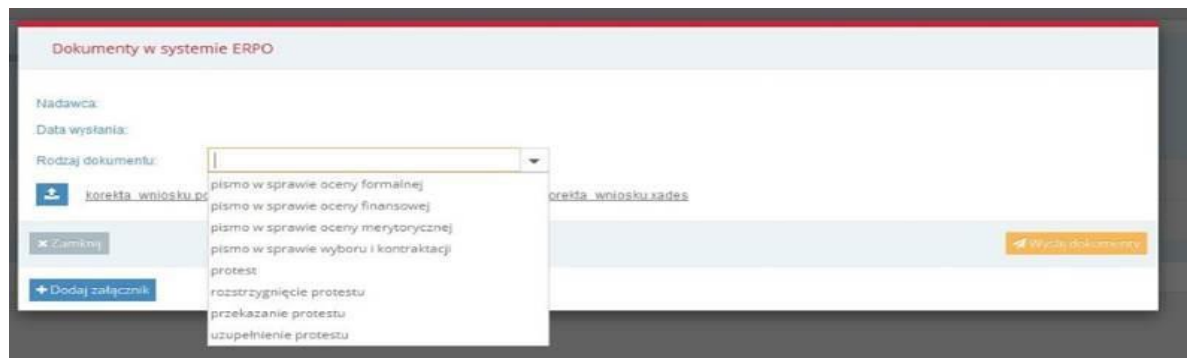 Dokumenty w systemie ERPO
Nadawca:
Data wysłania:
Rodzaj dokumentu:
pismo w sprawie oceny formalnej
korekta_wniosku.pd
orekta_wniosku.xades
pismo w sprawie oceny finansowej
pismo w sprawie oceny merytorycznej
pismo w sprawie wyboru i kontraktacji
Zamknij
Wyślij dokumenty
protest
Dodaj załącznik
rozstrzygnięcie protestu
przekazanie protestu
uzupełnienie protestu